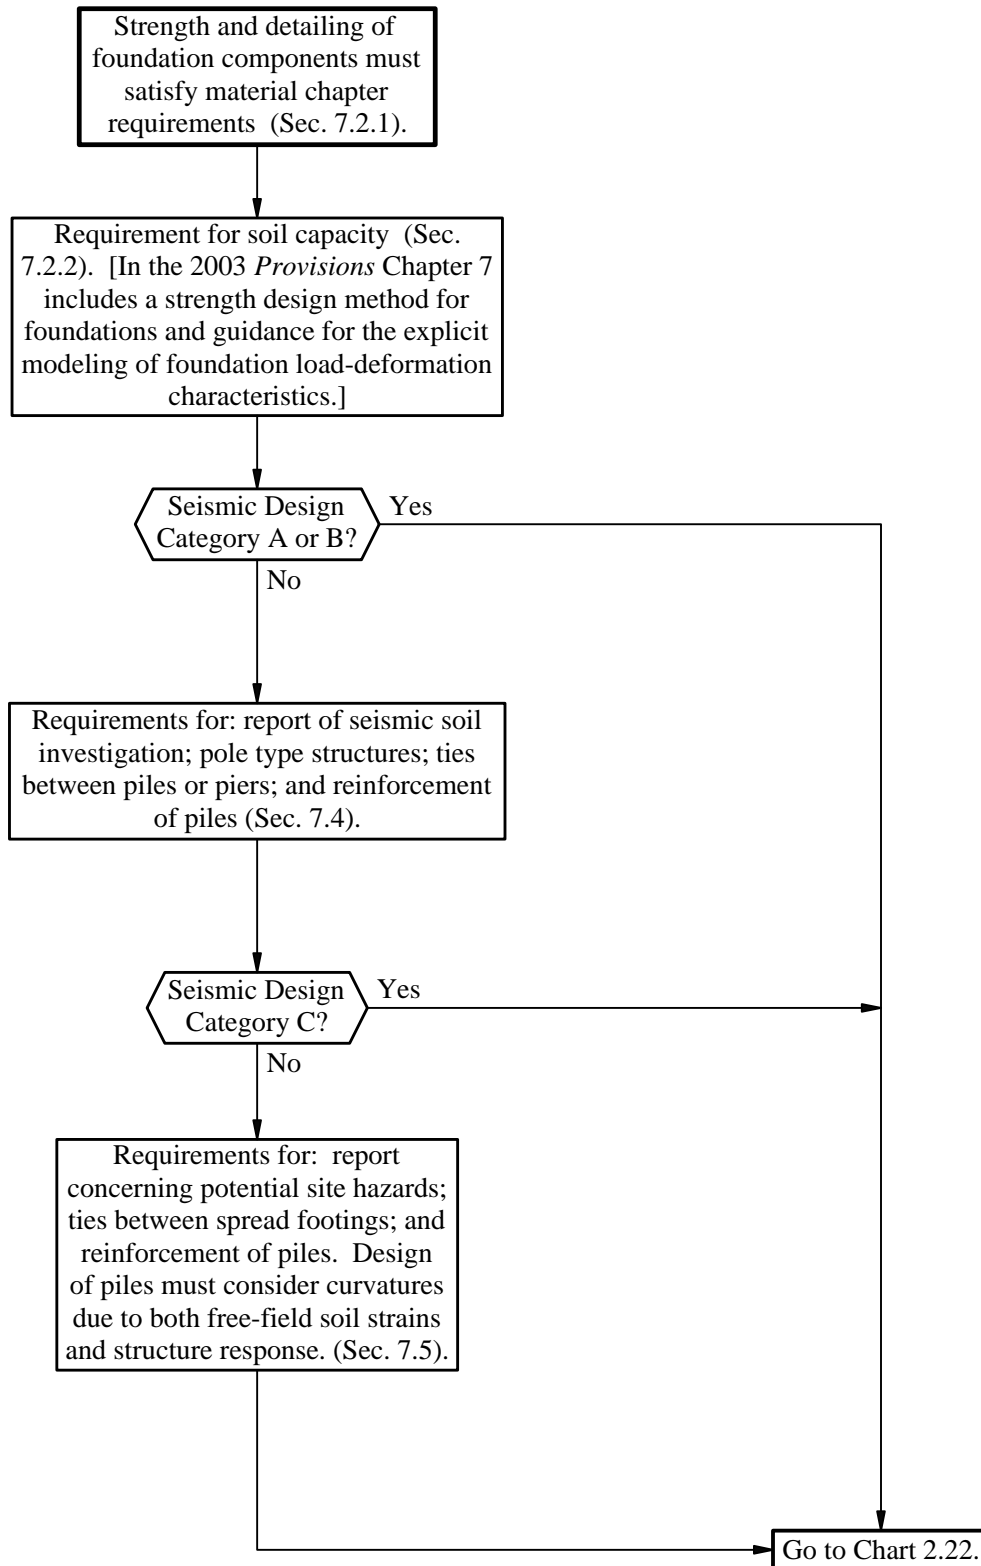 Strength and detailing of
foundation components must
satisfy material chapter
requirements (Sec. 7.2.1).
Requirement for soil capacity (Sec.
7.2.2). [In the 2003 Provisions Chapter 7
includes a strength design method for
foundations and guidance for the explicit
modeling of foundation load-deformation
characteristics.]
Seismic Design
Category A or B?
Yes
No
Requirements for: report of seismic soil
investigation; pole type structures; ties
between piles or piers; and reinforcement
of piles (Sec. 7.4).
Seismic Design
Category C?
Yes
No
Requirements for: report
concerning potential site hazards;
ties between spread footings; and
reinforcement of piles. Design
of piles must consider curvatures
due to both free-field soil strains
and structure response. (Sec. 7.5).
Go to Chart 2.22.